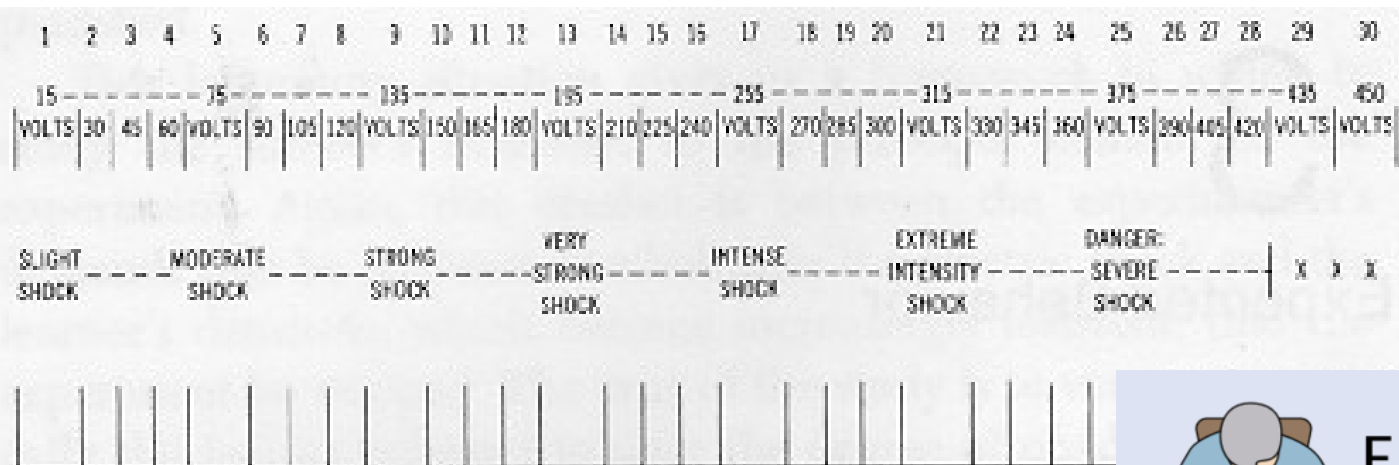 1 2 3 4 5 6 7 8 9 10 11 12 13 14 15 16 17 18 19 20 21 22 23 24 25 26 27 28 29 30
15 75 135 195 255 315 375 435 450
VOLTS 30 45 60 VOLTS 90 105 120 VOLTS 150 165 180 VOLTS 210 225 240 VOLTS 270 285 300 VOLTS 330 345 360 VOLTS 390 405 420 VOLTS VOLTS
SLIGHT MODERATE STRONG VERY INTENSE EXTREME DANGER:
SHOCK SHOCK SHOCK STRONG SHOCK INTENSITY SEVERE X X X
SHOCK SHOCK SHOCK
E